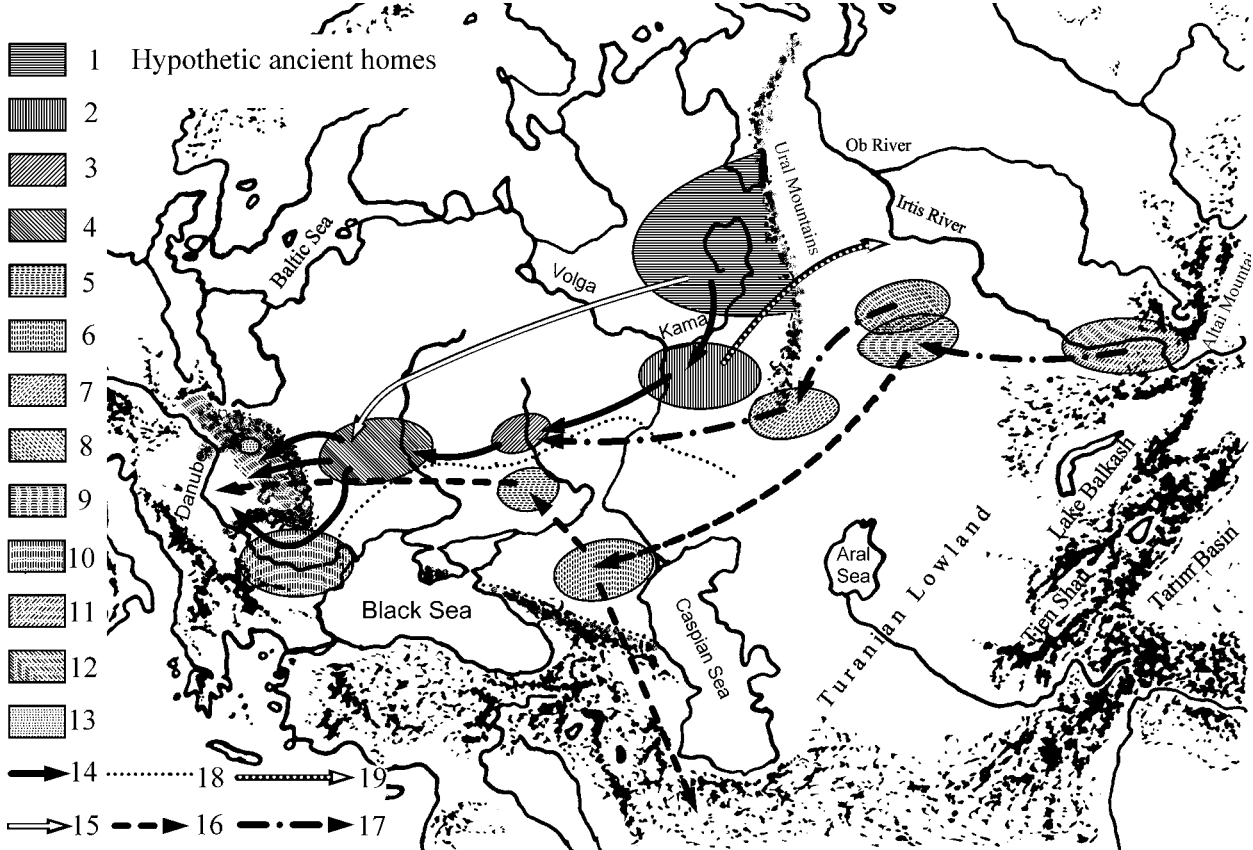 1 Hypothetic ancient homes
2
3
4
5
6
7
8
9
10
11
12
13
14 18 19
15 16 17
Ob River
Irtis River
Ural Mountains
Baltic Sea
Volga
Kama
Altai Mountai
Danube
Lake Balkash
Tien Shan
Tarim Basin'
Aral
Sea
Turanilan Lowland
Black Sea
Caspian Sea